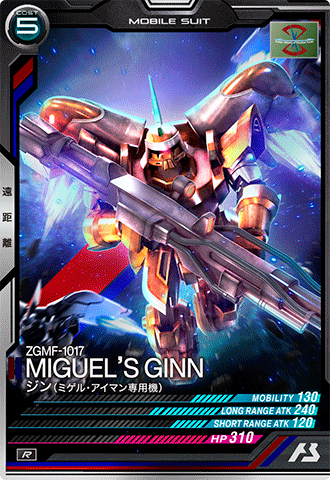 COST
5
MOBILE SUIT
遠距離
ZGMF-1017
MIGUEL'S GINN
ジン(ミゲル・アイマン専用機)
MOBILITY 130
LONG RANGE ATK 240
SHORT RANGE ATK 120
HP 310
R